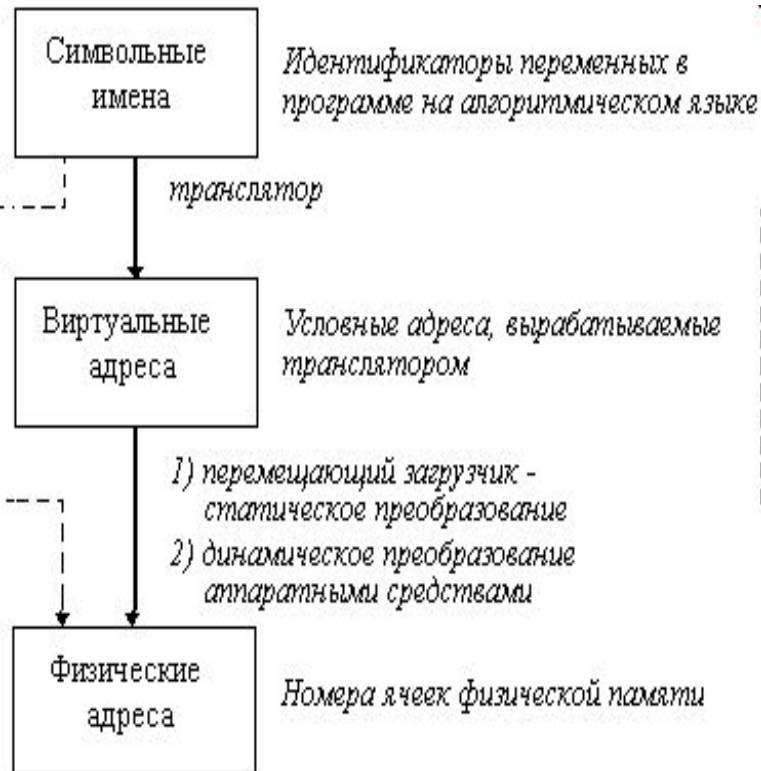 Символьные
имена
Идентификаторы переменных в
программе на алгоритмическом языке
транслятор
Виртуальные
адреса
Условные адреса, вырабатываемые
транслятором
1) перемещающий загрузчик -
статическое преобразование
2) динамическое преобразование
аппаратными средствами
Физические
адреса
Номера ячеек физической памяти